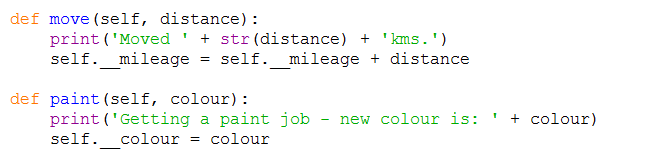 def move(self, distance):
    print('Moved ' + str(distance) + 'kms.')
    self.__mileage = self.__mileage + distance

def paint(self, colour):
    print('Getting a paint job - new colour is: ' + colour)
    self.__colour = colour